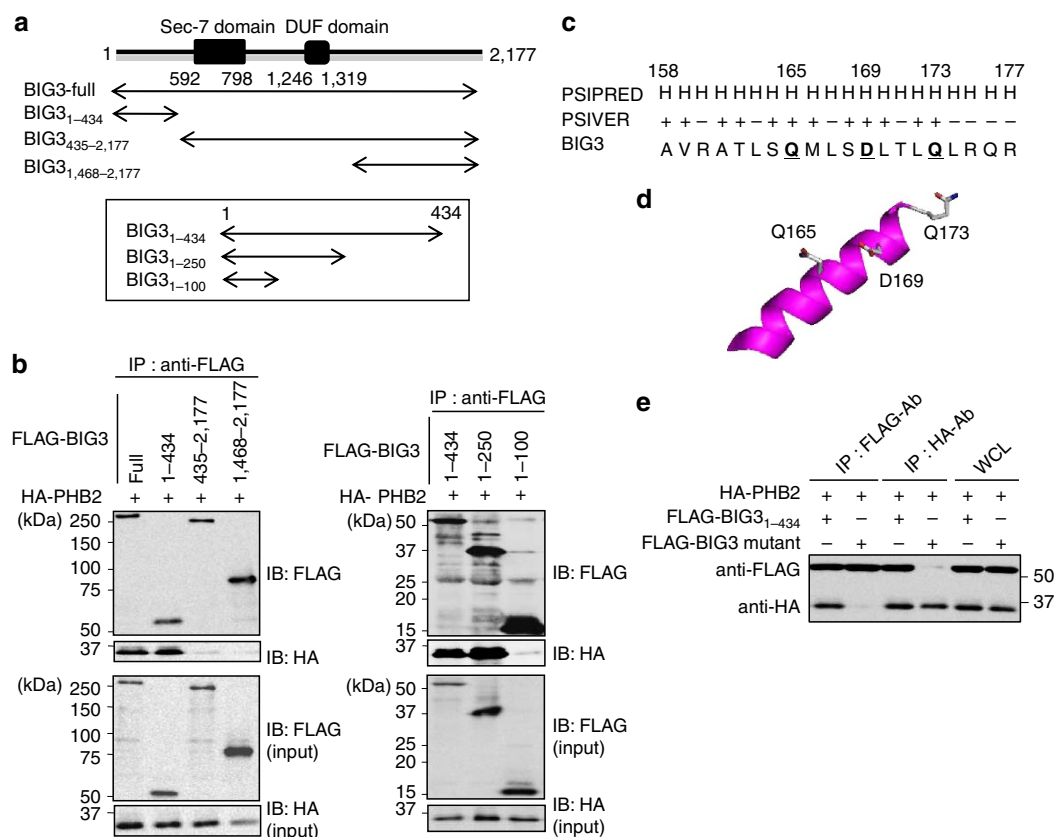 a
Sec-7 domain DUF domain
1 2,177
592 798 1,246 1,319
BIG3-full
BIG3₁₋₄₃₄
BIG3₄₃₅₋₂,₁₇₇
BIG3₁,₄₆₈₋₂,₁₇₇
1 434
BIG3₁₋₄₃₄
BIG3₁₋₂₅₀
BIG3₁₋₁₀₀
b
IP : anti-FLAG
FLAG-BIG3
Full
1–434
435–2,177
1,468–2,177
HA-PHB2 + + + +
(kDa)
250
150
100
75
50
IB: FLAG
37
IB: HA
(kDa)
250
150
100
75
50
IB: FLAG
(input)
37
IB: HA
(input)
IP : anti-FLAG
FLAG-BIG3
1–434
1–250
1–100
HA- PHB2 + + +
(kDa)
50
37
25
20
15
IB: FLAG
37
IB: HA
(kDa)
50
37
25
20
15
IB: FLAG
(input)
37
IB: HA
(input)
c
158 165 169 173 177
PSIPRED H H H H H H H H H H H H H H H H H H H H
PSIVER + + – + + – + + + – + + – + – + + – – – –
BIG3 A V R A T L S Q M L S D L T L Q L R Q R
d
Q165
Q173
D169
e
IP : FLAG-Ab
IP : HA-Ab
WCL
HA-PHB2 + + + + + +
FLAG-BIG3₁₋₄₃₄ + – + – + –
FLAG-BIG3 mutant – + – + – +
anti-FLAG
50
anti-HA
37